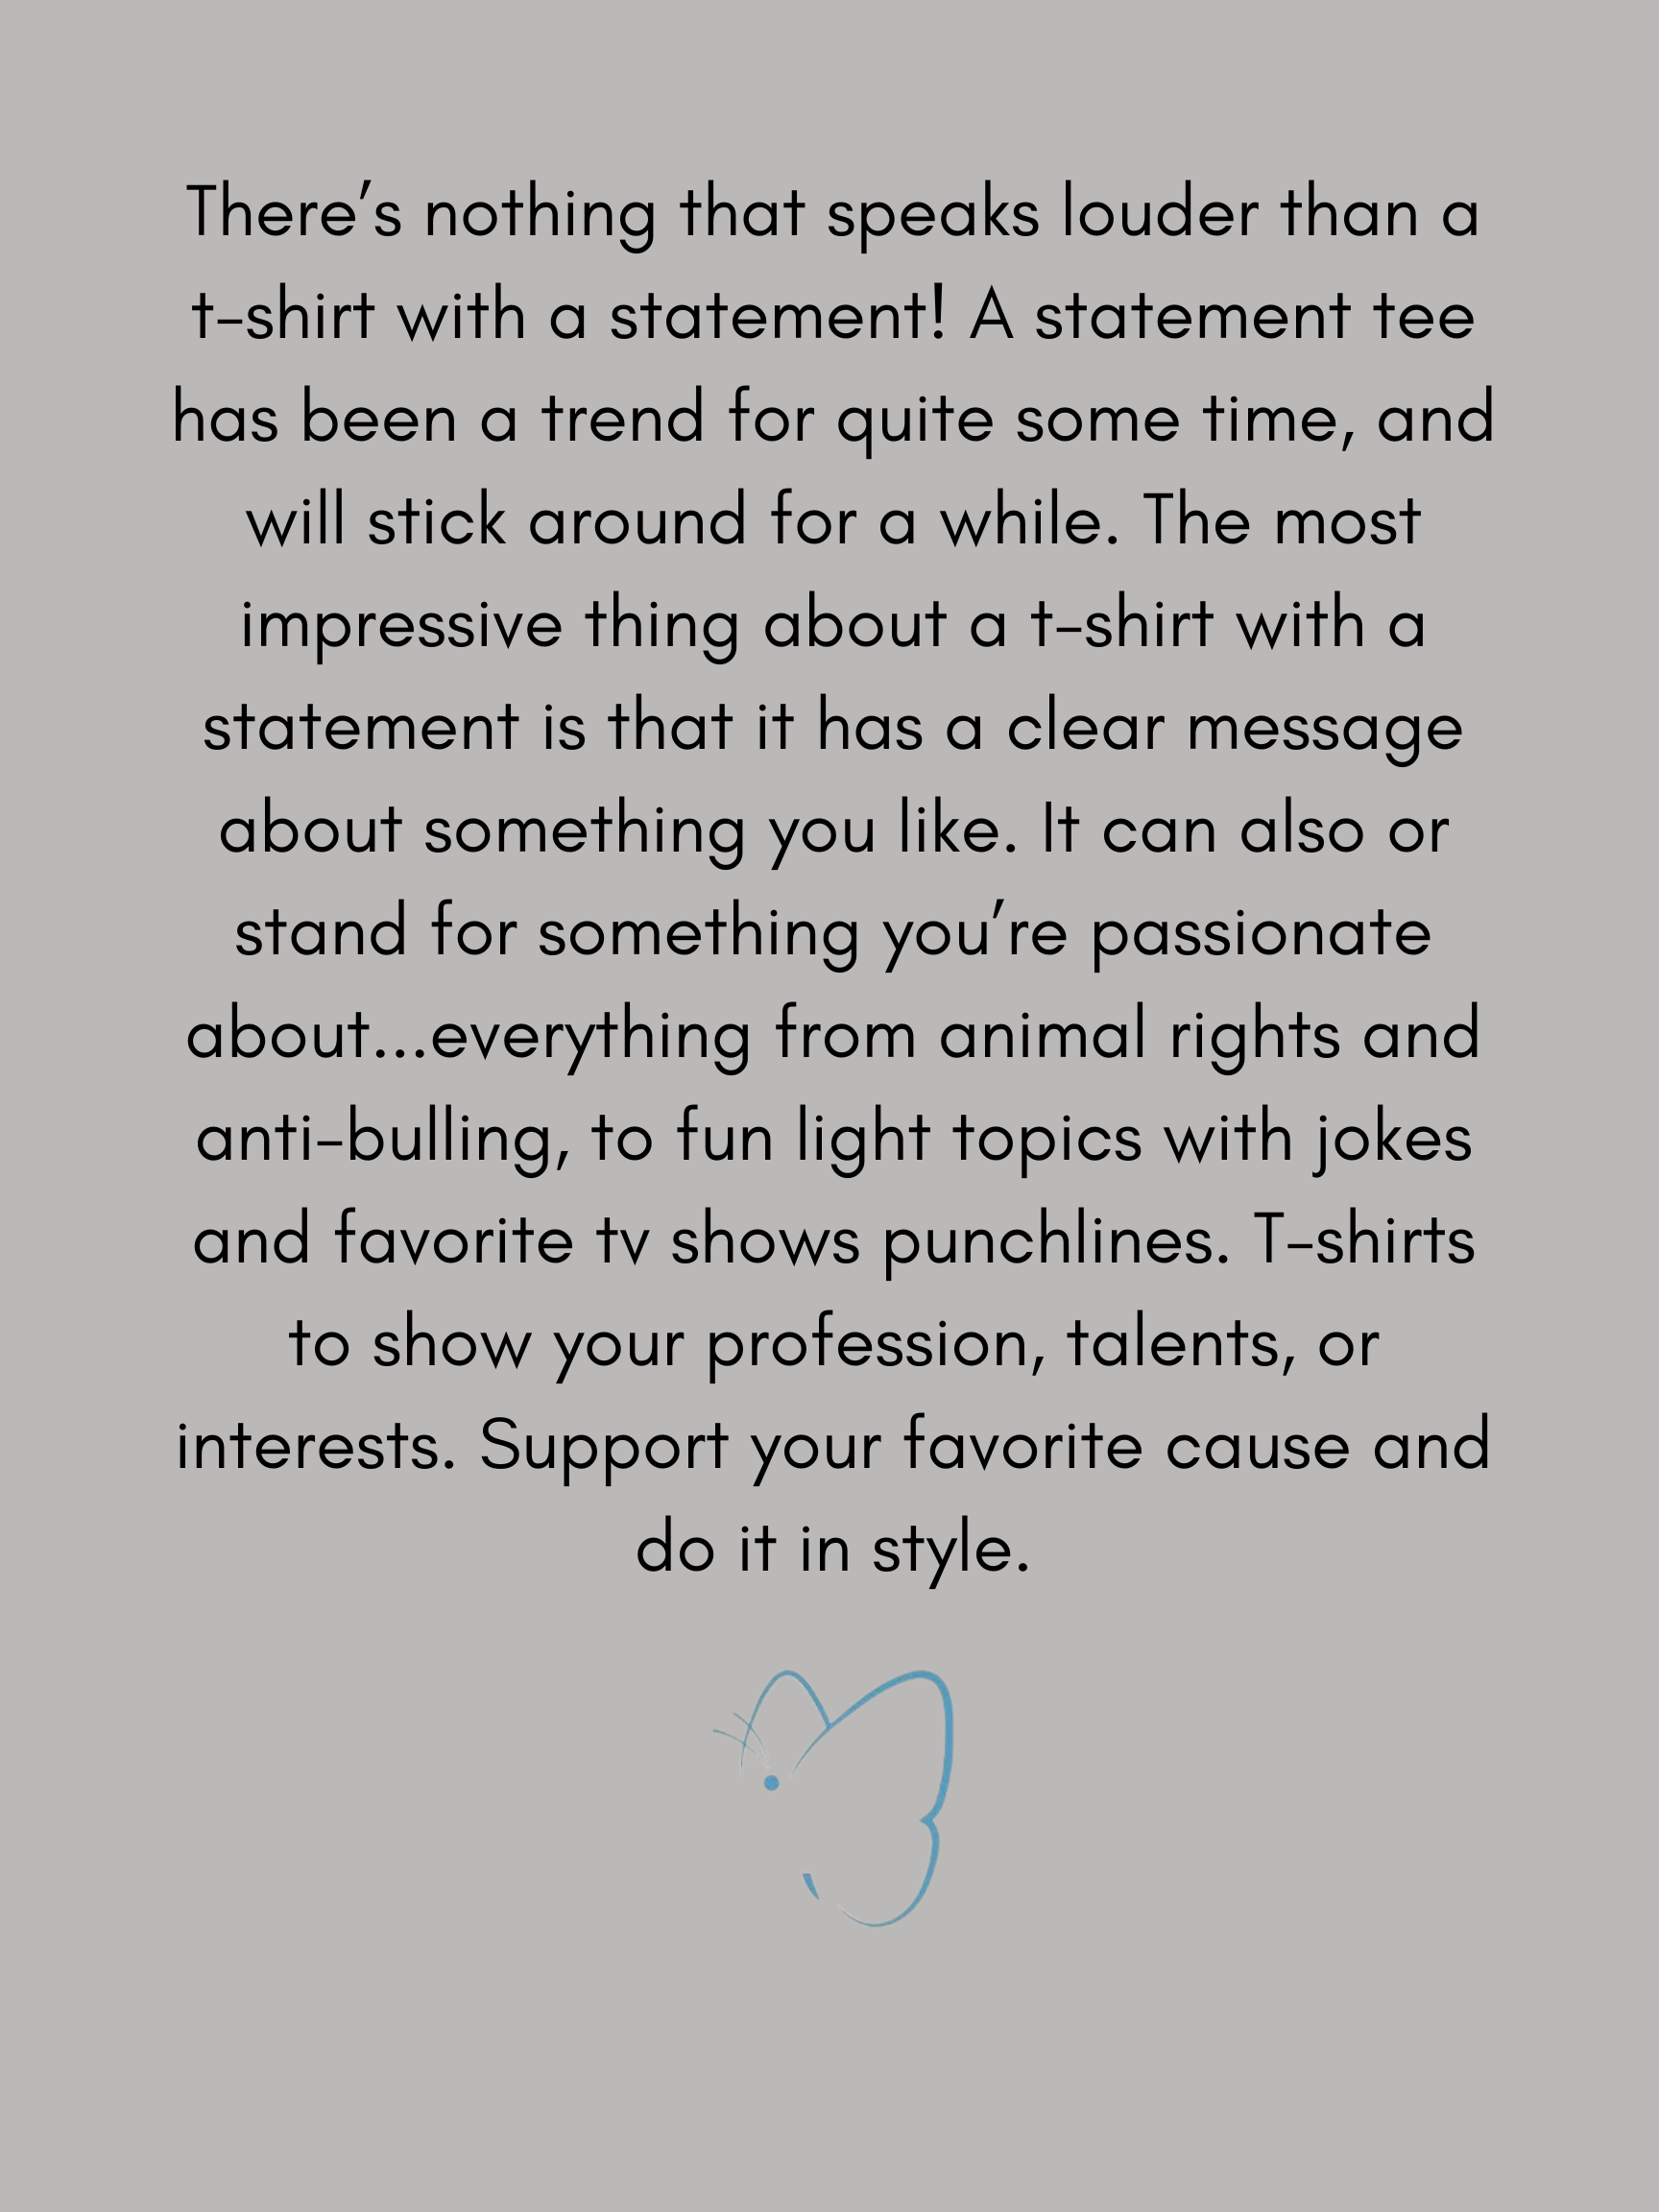 There’s nothing that speaks louder than a
t-shirt with a statement! A statement tee
has been a trend for quite some time, and
will stick around for a while. The most
impressive thing about a t-shirt with a
statement is that it has a clear message
about something you like. It can also or
stand for something you’re passionate
about...everything from animal rights and
anti-bulling, to fun light topics with jokes
and favorite tv shows punchlines. T-shirts
to show your profession, talents, or
interests. Support your favorite cause and
do it in style.